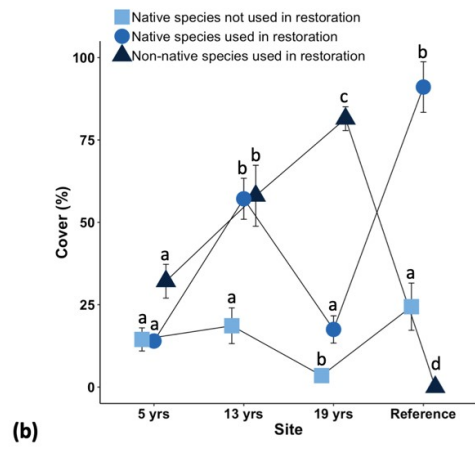 Native species not used in restoration
Native species used in restoration
Non-native species used in restoration
b
100
c
75
Cover (%)
b b
50
a
25
a a
a
a
a
b
d
0
5 yrs 13 yrs 19 yrs Reference
(b)
Site